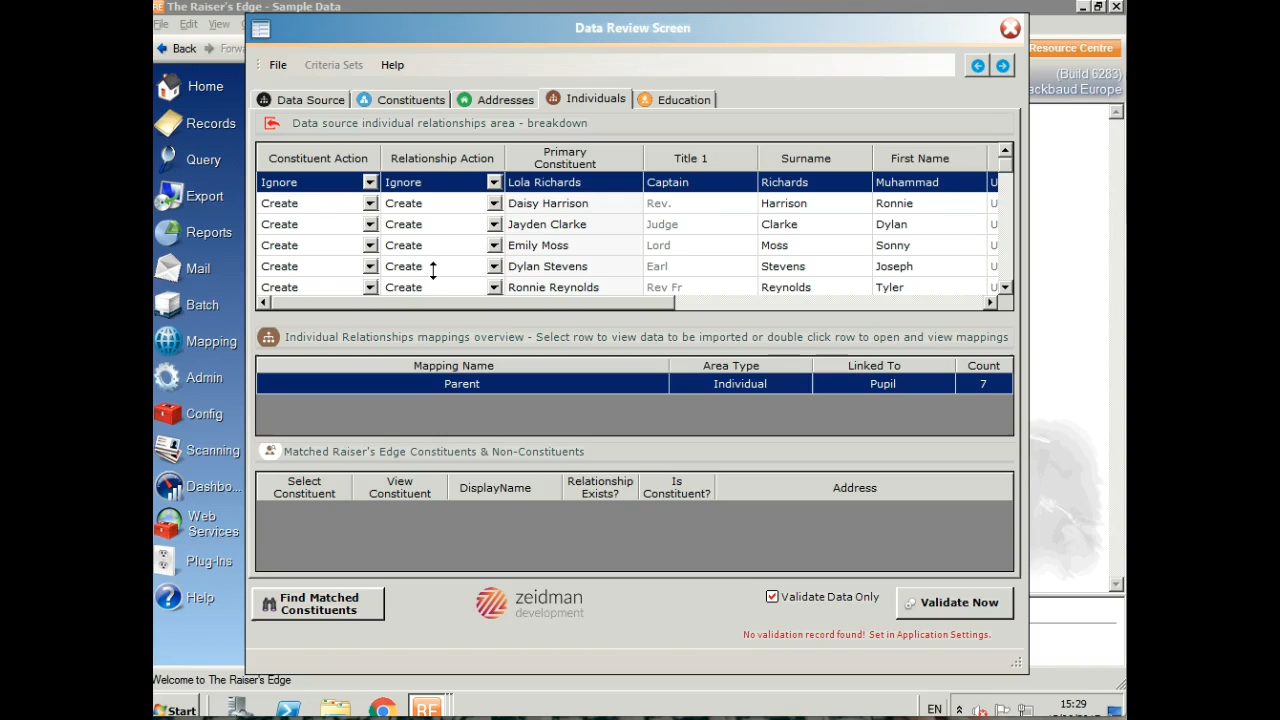 The Raiser's Edge - Sample Data
File Edit View
Back Forw
Home
Records
Query
Export
Reports
Mail
Batch
Mapping
Admin
Config
Scanning
Dashbo...
Web
Services
Plug-Ins
Help
Data Review Screen
File Criteria Sets Help
Data Source Constituents Addresses Individuals Education
Data source individual relationships area - breakdown
Constituent Action Relationship Action Primary Constituent Title 1 Surname First Name
Ignore Ignore Lola Richards Captain Richards Muhammad U
Create Create Daisy Harrison Rev. Harrison Ronnie U
Create Create Jayden Clarke Judge Clarke Dylan U
Create Create Emily Moss Lord Moss Sonny U
Create Create Dylan Stevens Earl Stevens Joseph U
Create Create Ronnie Reynolds Rev Fr Reynolds Tyler U
Individual Relationships mappings overview - Select row to view data to be imported or double click row to open and view mappings
Mapping Name Area Type Linked To Count
Parent Individual Pupil 7
Matched Raiser's Edge Constituents & Non-Constituents
Select Constituent View Constituent DisplayName Relationship Exists? Is Constituent? Address
Find Matched
Constituents
zeidman
development
Validate Data Only
Validate Now
No validation record found! Set in Application Settings.
Resource Centre
(Build 6283)
ackbaud Europe
Welcome to The Raiser's Edge
Start
RE
EN
15:29